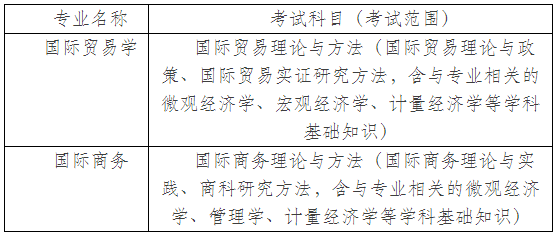 专业名称 考试科目（考试范围）
国际贸易学 国际贸易理论与方法（国际贸易理论与政
策、国际贸易实证研究方法，含与专业相关的
微观经济学、宏观经济学、计量经济学等学科
基础知识）
国际商务 国际商务理论与方法（国际商务理论与实
践、商科研究方法，含与专业相关的微观经济
学、管理学、计量经济学等学科基础知识）